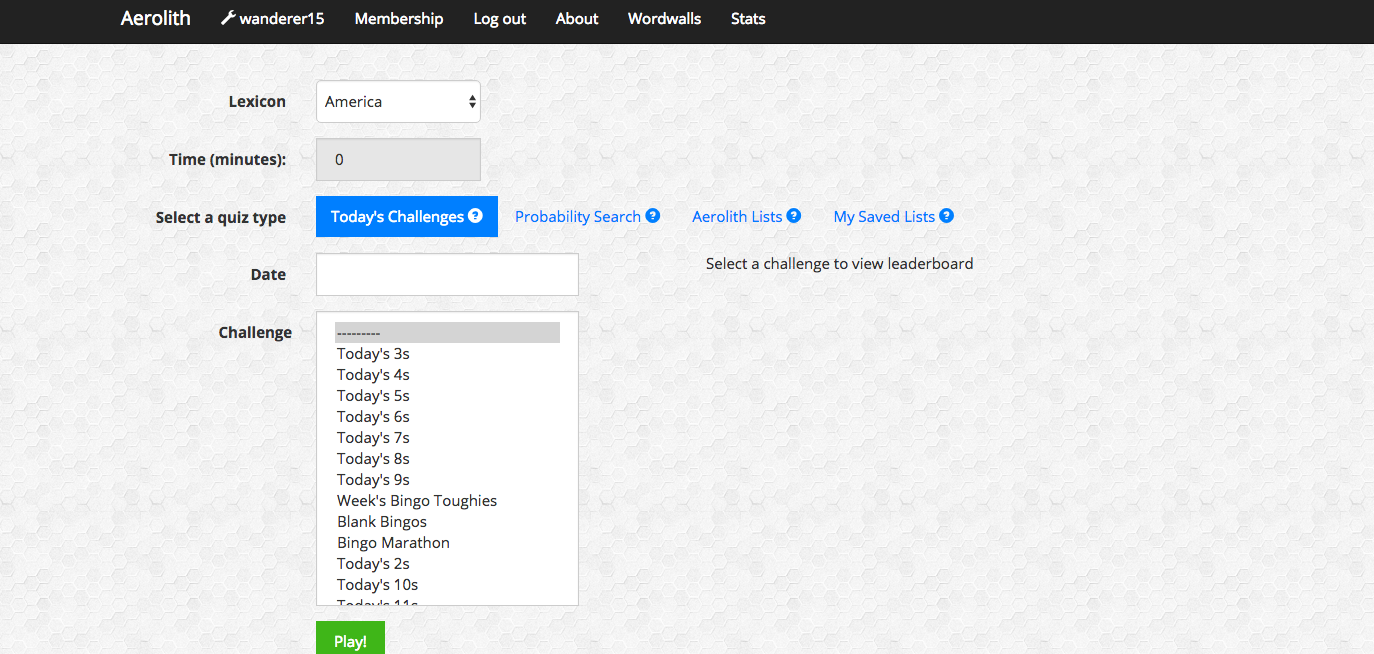 Aerolith wanderer15 Membership Log out About Wordwalls Stats
Lexicon America
Time (minutes): 0
Select a quiz type Today's Challenges ? Probability Search ? Aerolith Lists ? My Saved Lists ?
Date
Select a challenge to view leaderboard
Challenge
---------
Today's 3s
Today's 4s
Today's 5s
Today's 6s
Today's 7s
Today's 8s
Today's 9s
Week's Bingo Toughies
Blank Bingos
Bingo Marathon
Today's 2s
Today's 10s
Today's 11s
Play!